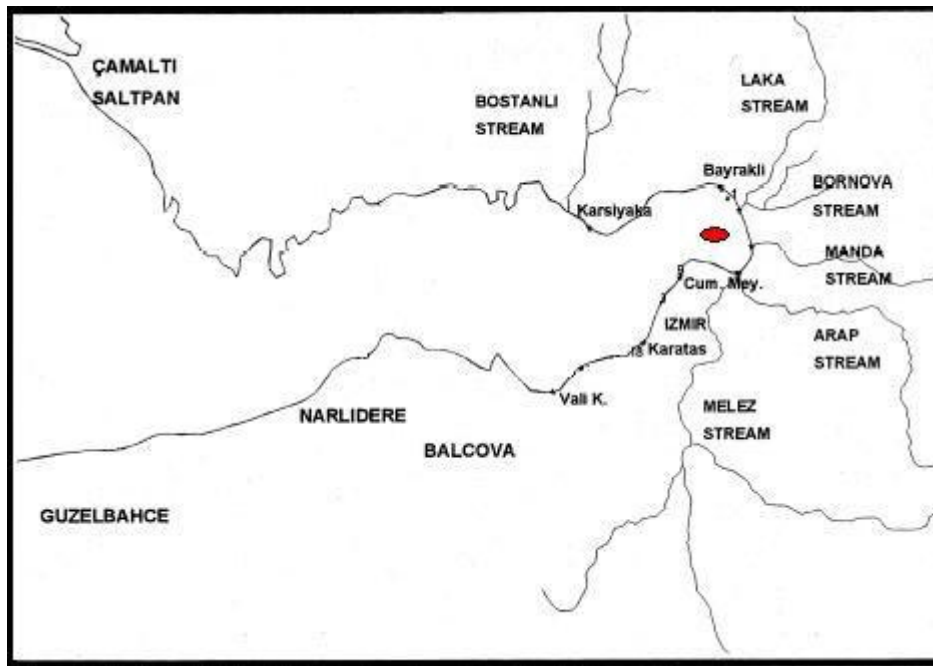 ÇAMALTI
SALTPAN
BOSTANLI
STREAM
LAKA
STREAM
Bayrakli
1
BORNOVA
STREAM
Karsiyaka
MANDA
STREAM
Cum. Mey.
IZMIR
Karatas
ARAP
STREAM
Vali K.
NARLIDERE
MELEZ
STREAM
BALCOVA
GUZELBAHCE